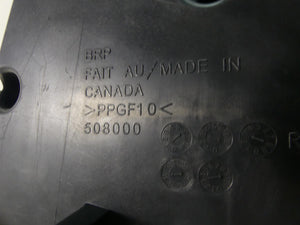 BRP
FAIT AU/MADE IN
CANADA
>PPGF10<
508000
R